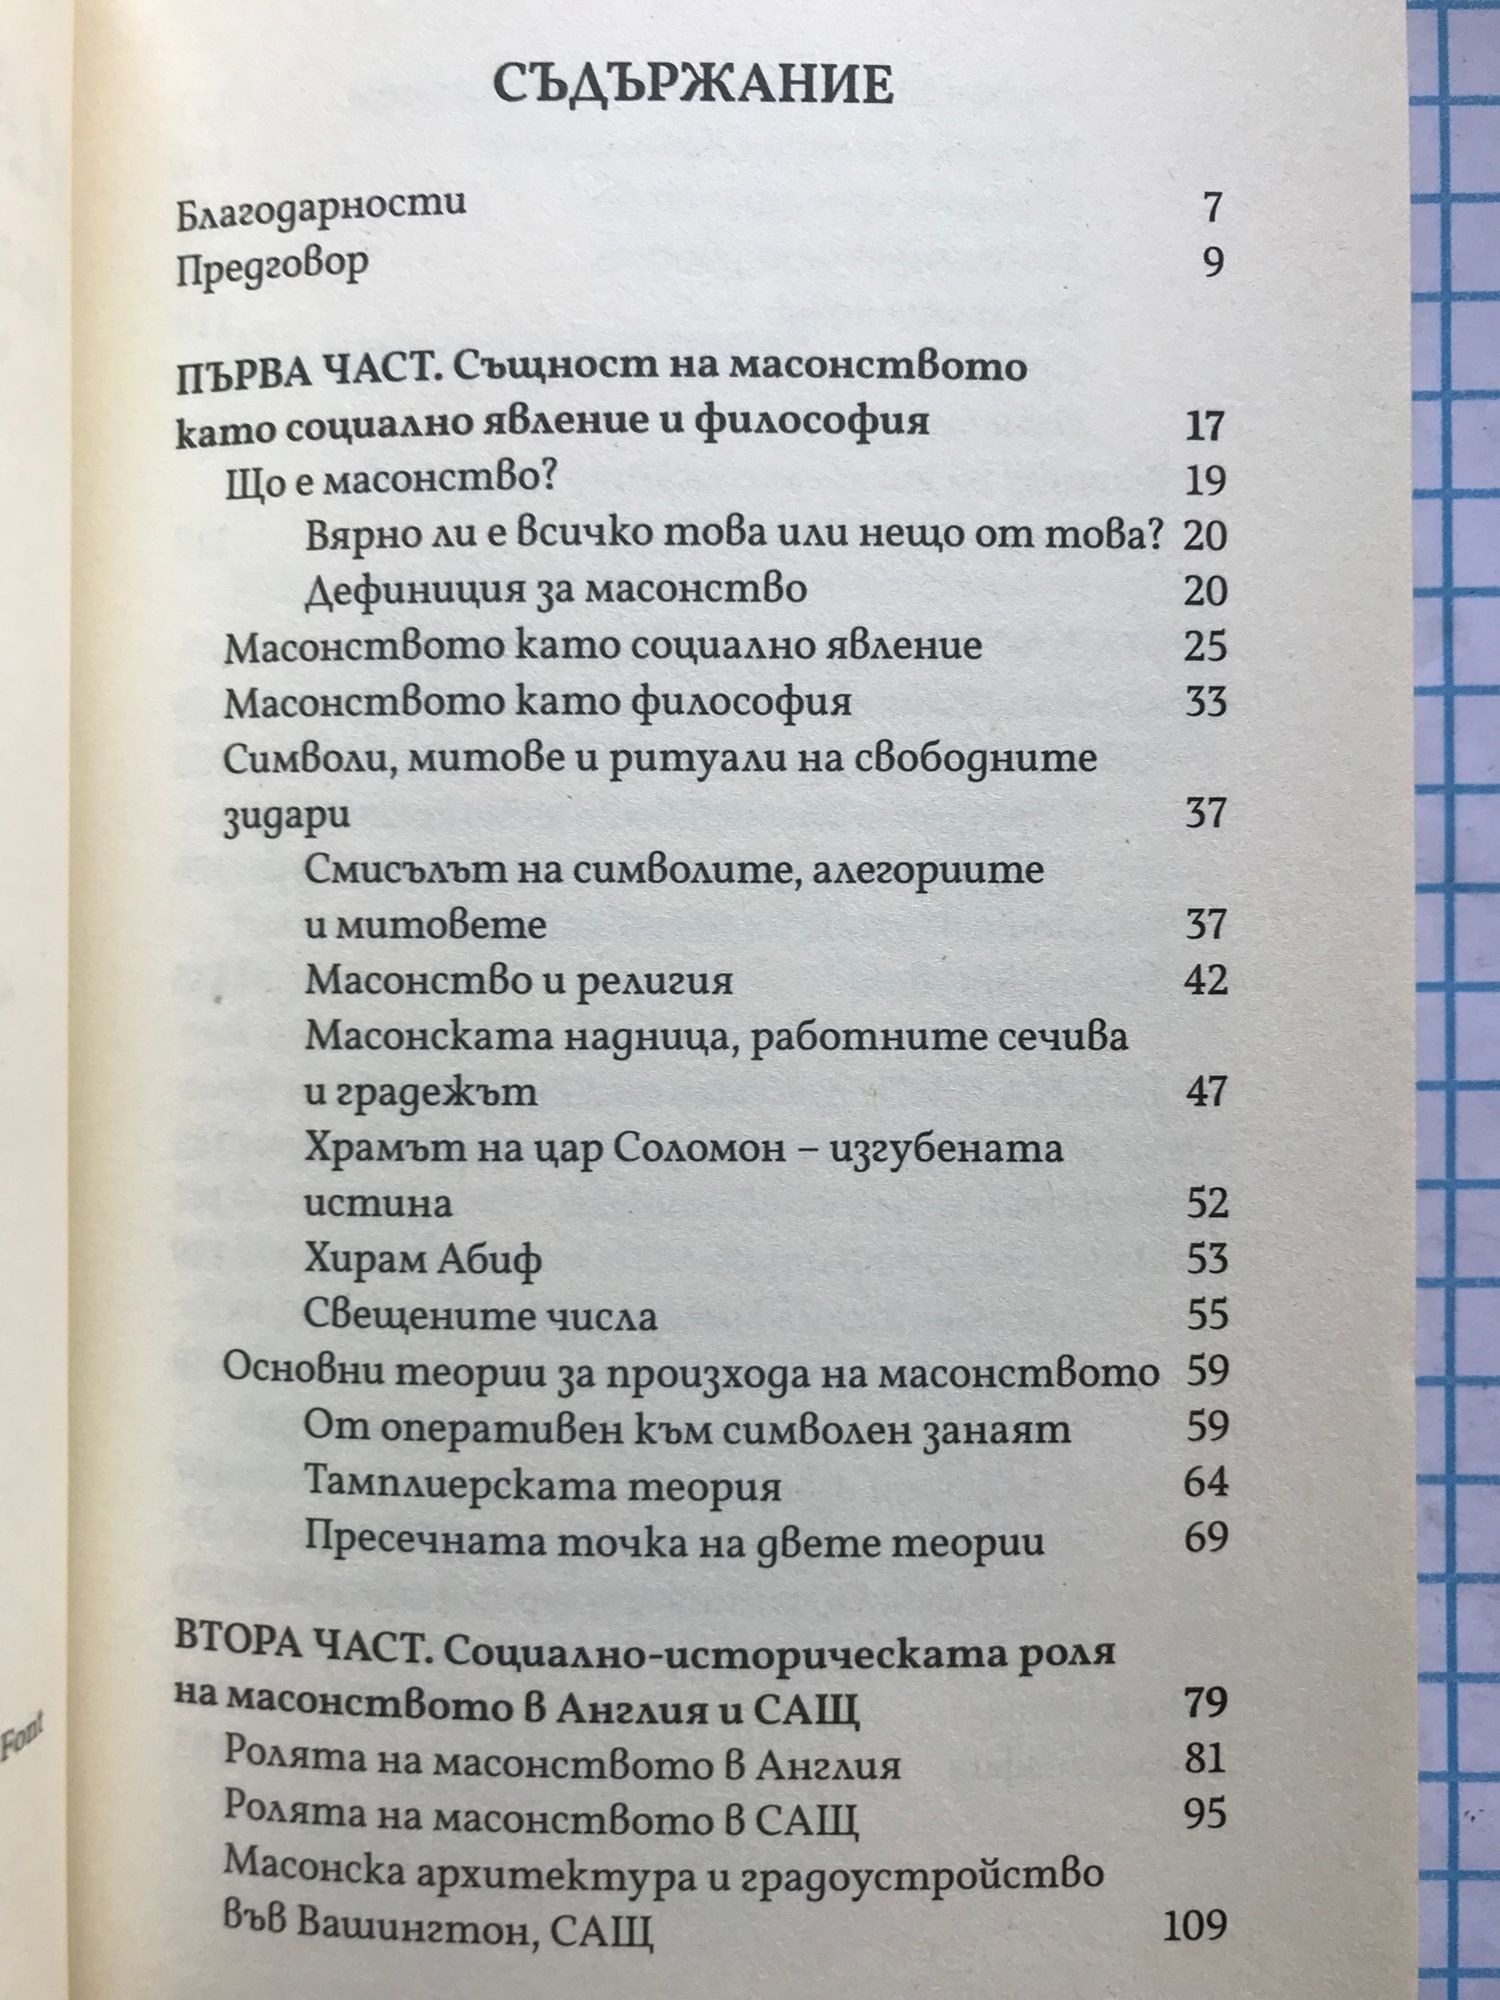 СЪДЪРЖАНИЕ
Благодарности 7
Предговор 9
ПЪРВА ЧАСТ. Същност на масонството
като социално явление и философия 17
Що е масонство? 19
Вярно ли е всичко това или нещо от това? 20
Дефиниция за масонство 20
Масонството като социално явление 25
Масонството като философия 33
Символи, митове и ритуали на свободните
зидари 37
Смисълът на символите, алегориите
и митовете 37
Масонство и религия 42
Масонската надница, работните сечива
и градежът 47
Храмът на цар Соломон – изгубената
истина 52
Хирам Абиф 53
Свещените числа 55
Основни теории за произхода на масонството 59
От оперативен към символен занаят 59
Тамплиерската теория 64
Пресечната точка на двете теории 69
ВТОРА ЧАСТ. Социално-историческата роля
на масонството в Англия и САЩ 79
Ролята на масонството в Англия 81
Ролята на масонството в САЩ 95
Масонска архитектура и градоустройство
във Вашингтон, САЩ 109
Font